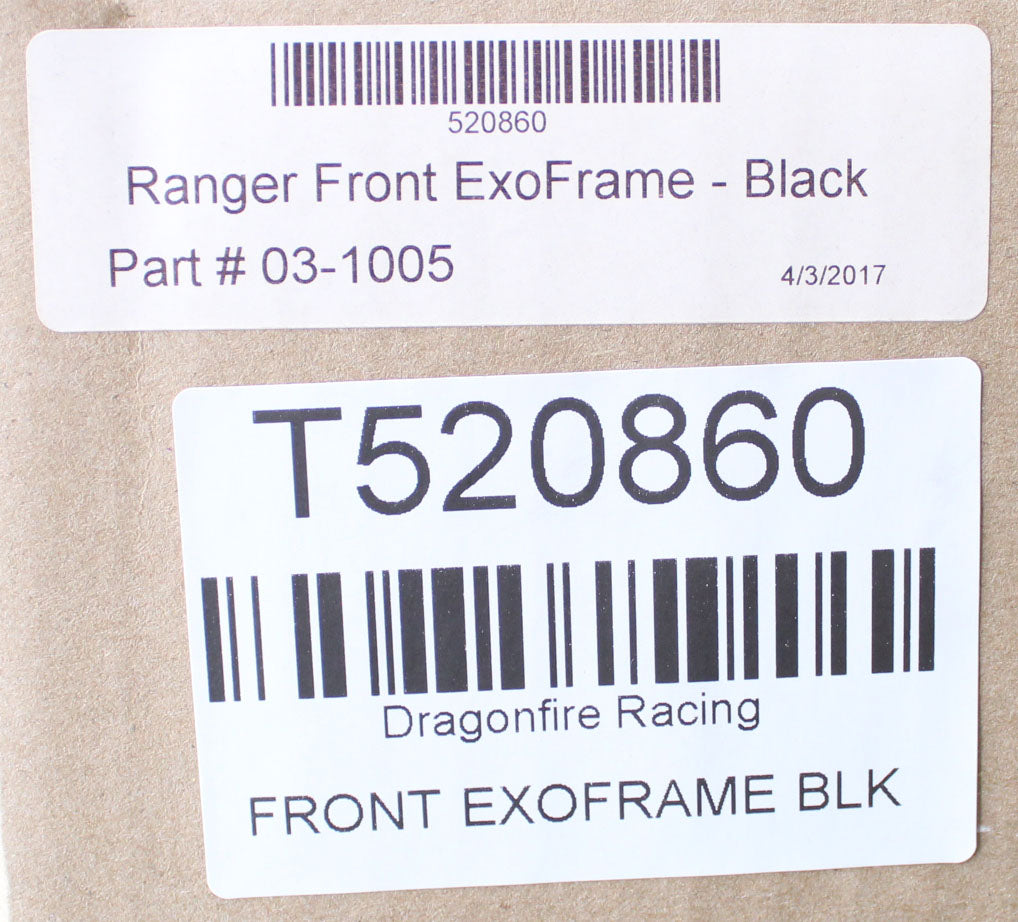 520860
Ranger Front ExoFrame - Black
Part # 03-1005 4/3/2017
T520860
Dragonfire Racing
FRONT EXOFRAME BLK